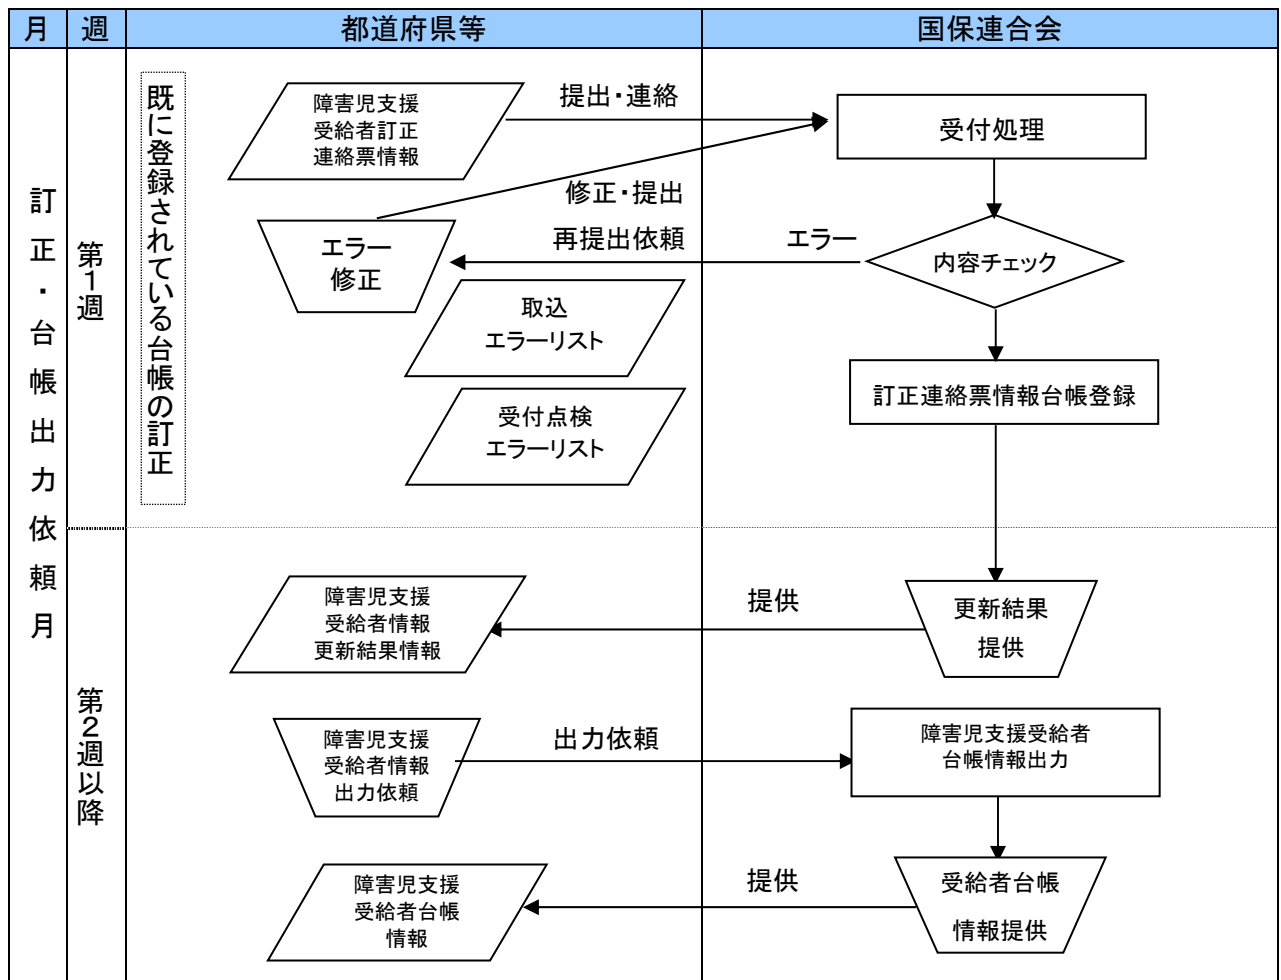 月
週
都道府県等
国保連合会
訂正・台帳出力依頼月
第1週
既に登録されている台帳の訂正
障害児支援
受給者訂正
連絡票情報
提出・連絡
受付処理
修正・提出
エラー
修正
再提出依頼
エラー
内容チェック
取込
エラーリスト
訂正連絡票情報台帳登録
受付点検
エラーリスト
第2週以降
障害児支援
受給者情報
更新結果情報
提供
更新結果
提供
障害児支援
受給者情報
出力依頼
出力依頼
障害児支援受給者
台帳情報出力
障害児支援
受給者台帳
情報
提供
受給者台帳
情報提供